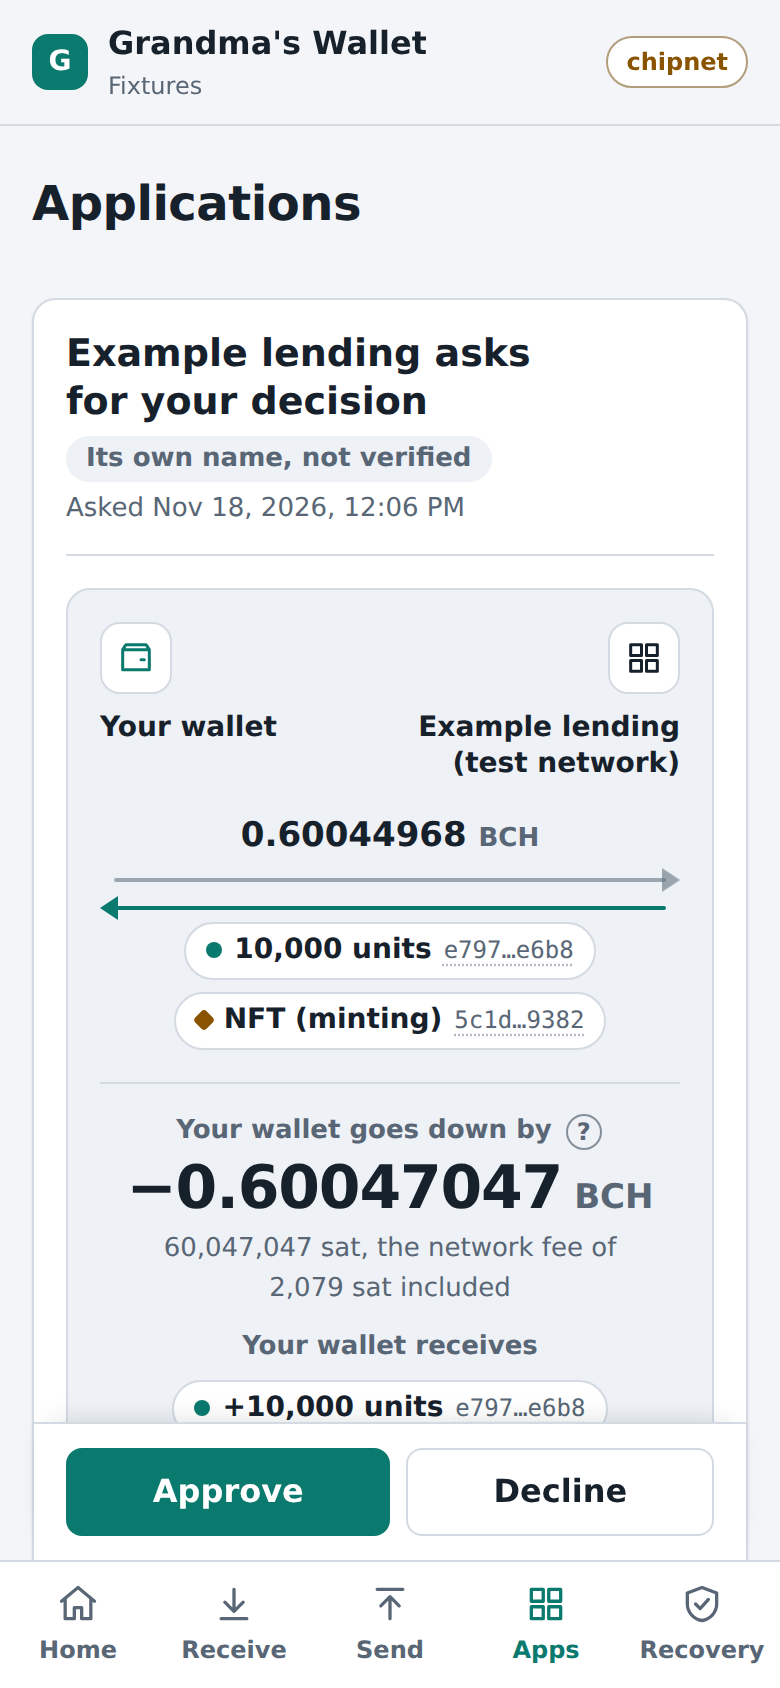 G
Grandma's Wallet
Fixtures
chipnet
Applications
Example lending asks
for your decision
Its own name, not verified
Asked Nov 18, 2026, 12:06 PM
Your wallet
Example lending
(test network)
0.60044968 BCH
10,000 units e797…e6b8
NFT (minting) 5c1d…9382
Your wallet goes down by ?
−0.60047047 BCH
60,047,047 sat, the network fee of
2,079 sat included
Your wallet receives
+10,000 units e797…e6b8
Approve
Decline
Home
Receive
Send
Apps
Recovery